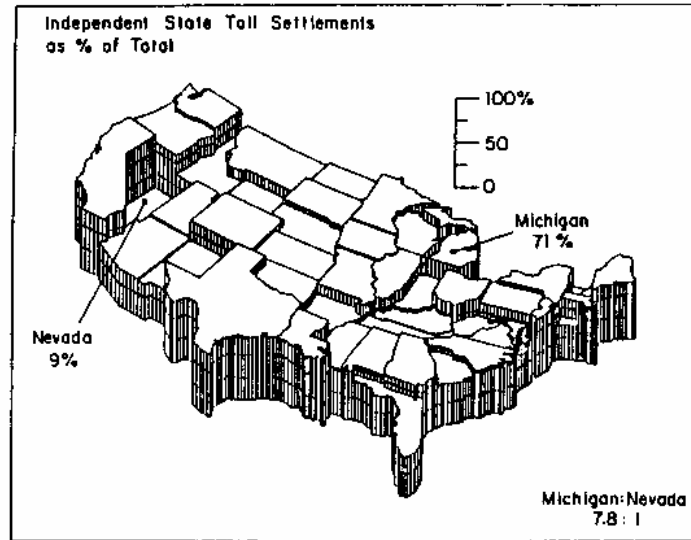 Independent State Toll Settlements
as % of Total
100%
50
0
Michigan
71 %
Nevada
9%
Michigan:Nevada
7.8 : 1